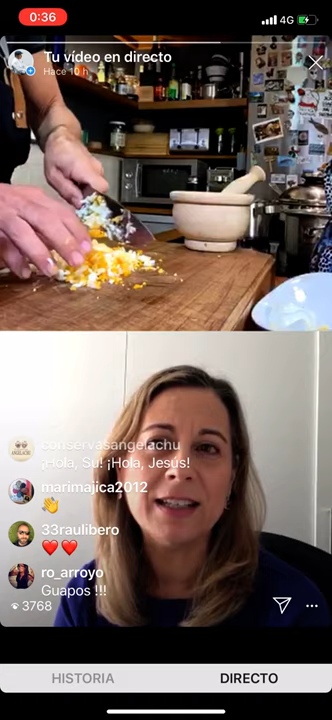 0:36
4G
Tu vídeo en directo
Hace 10 h
conservasangelachu
¡Hola, Su! ¡Hola, Jesús!
marimajica2012
👋
33raulibero
❤️❤️
ro_arroyo
Guapos !!!
3768
HISTORIA
DIRECTO